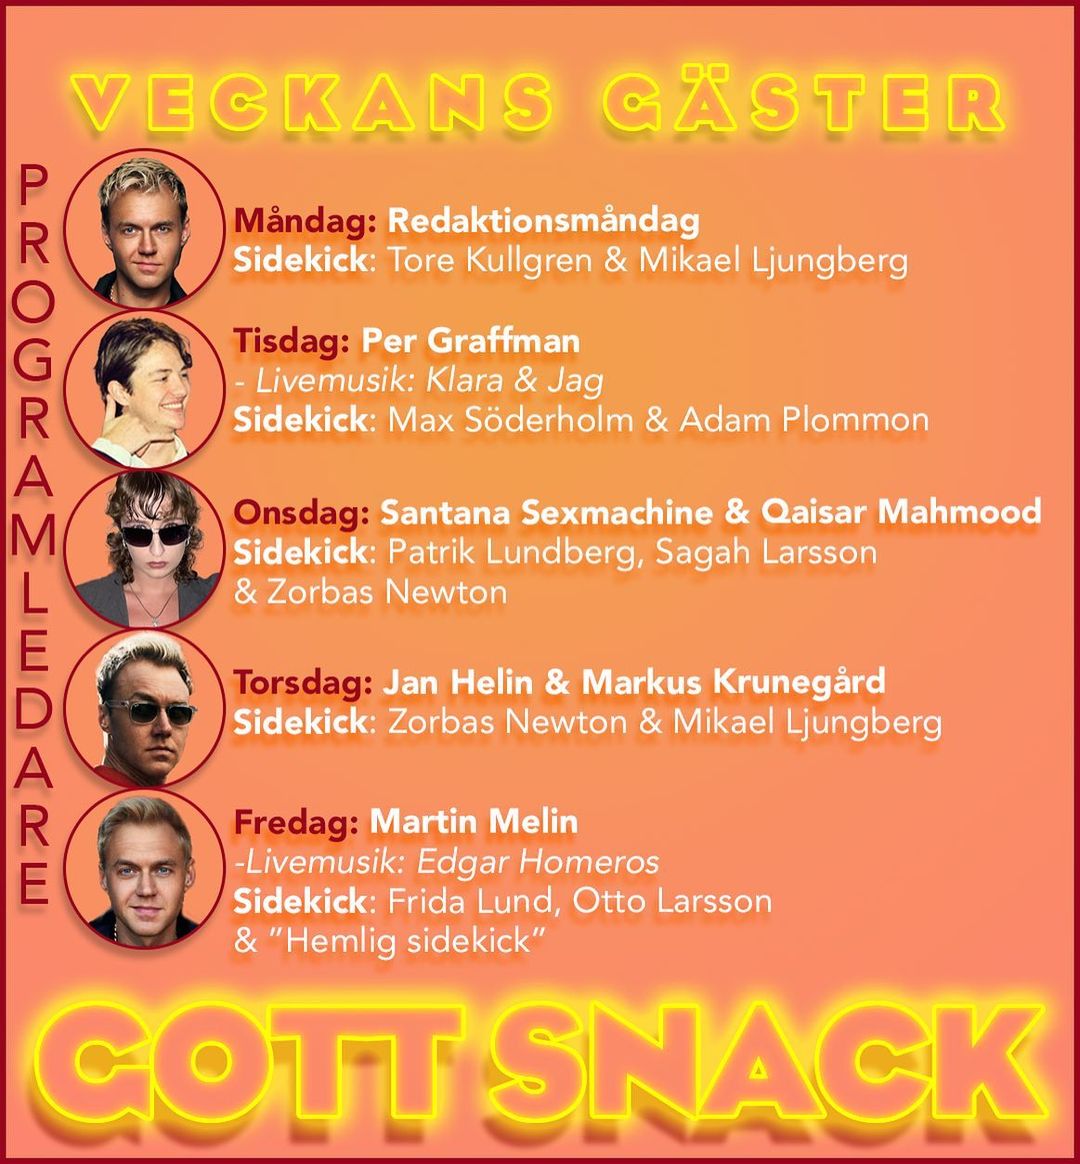 VECKANS GÄSTER
PROGRAMLEDARE
Måndag: Redaktionsmåndag
Sidekick: Tore Kullgren & Mikael Ljungberg
Tisdag: Per Graffman
- Livemusik: Klara & Jag
Sidekick: Max Söderholm & Adam Plommon
Onsdag: Santana Sexmachine & Qaisar Mahmood
Sidekick: Patrik Lundberg, Sagah Larsson
& Zorbas Newton
Torsdag: Jan Helin & Markus Krunegård
Sidekick: Zorbas Newton & Mikael Ljungberg
Fredag: Martin Melin
-Livemusik: Edgar Homeros
Sidekick: Frida Lund, Otto Larsson
& ”Hemlig sidekick”
GOTT SNACK